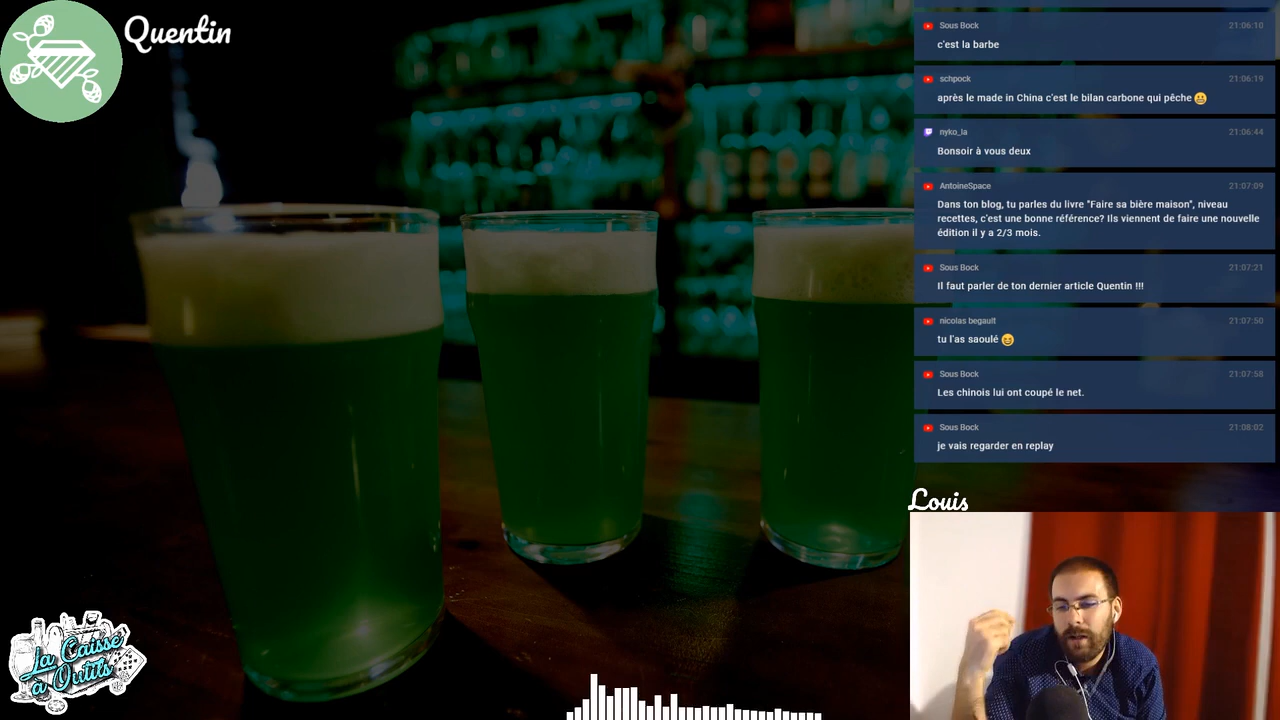 Quentin
Sous Bock 21:06:10
c'est la barbe
schpock 21:06:19
après le made in China c'est le bilan carbone qui pêche 😬
nyko_la 21:06:44
Bonsoir à vous deux
AntoineSpace 21:07:09
Dans ton blog, tu parles du livre "Faire sa bière maison", niveau
recettes, c'est une bonne référence? Ils viennent de faire une nouvelle
édition il y a 2/3 mois.
Sous Bock 21:07:21
Il faut parler de ton dernier article Quentin !!!
nicolas begault 21:07:50
tu l'as saoulé 😆
Sous Bock 21:07:58
Les chinois lui ont coupé le net.
Sous Bock 21:08:02
je vais regarder en replay
Louis
La Caisse
à Outils